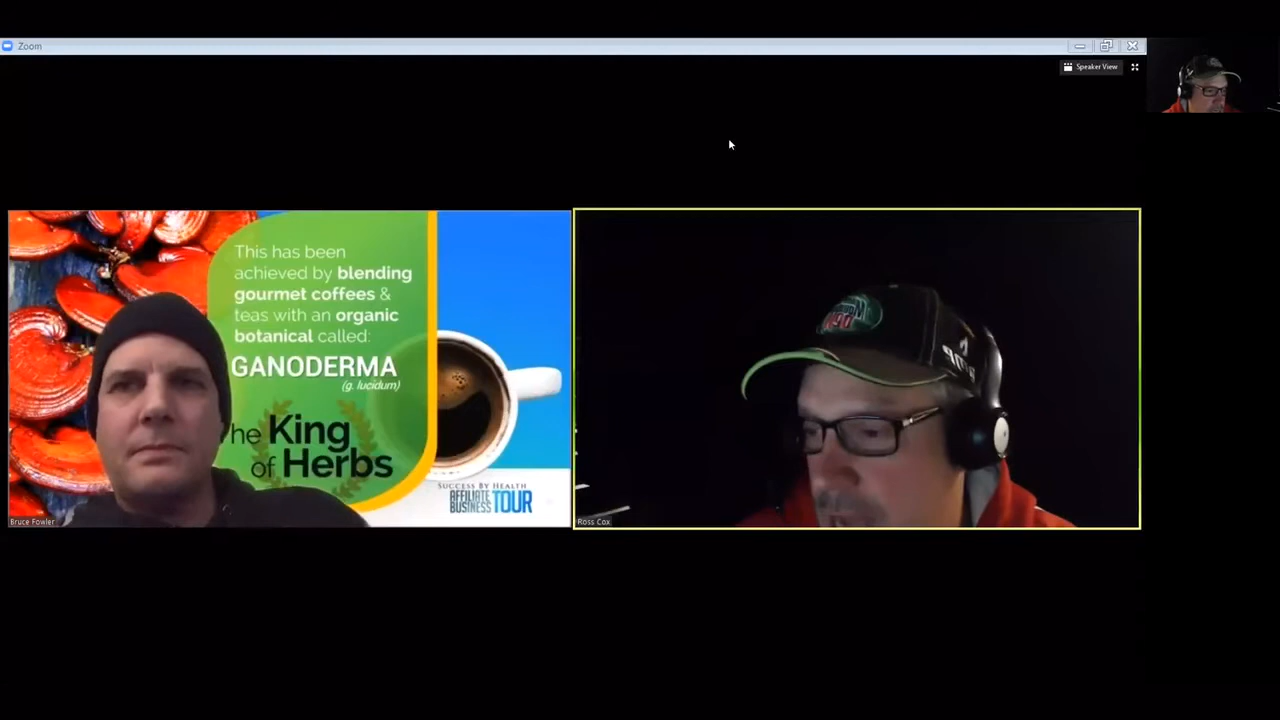 Zoom
Speaker View
This has been
achieved by blending
gourmet coffees &
teas with an organic
botanical called:
GANODERMA
(g. lucidum)
he King
of Herbs
SUCCESS BY HEALTH
AFFILIATE
BUSINESS TOUR
Bruce Fowler
Ross Cox